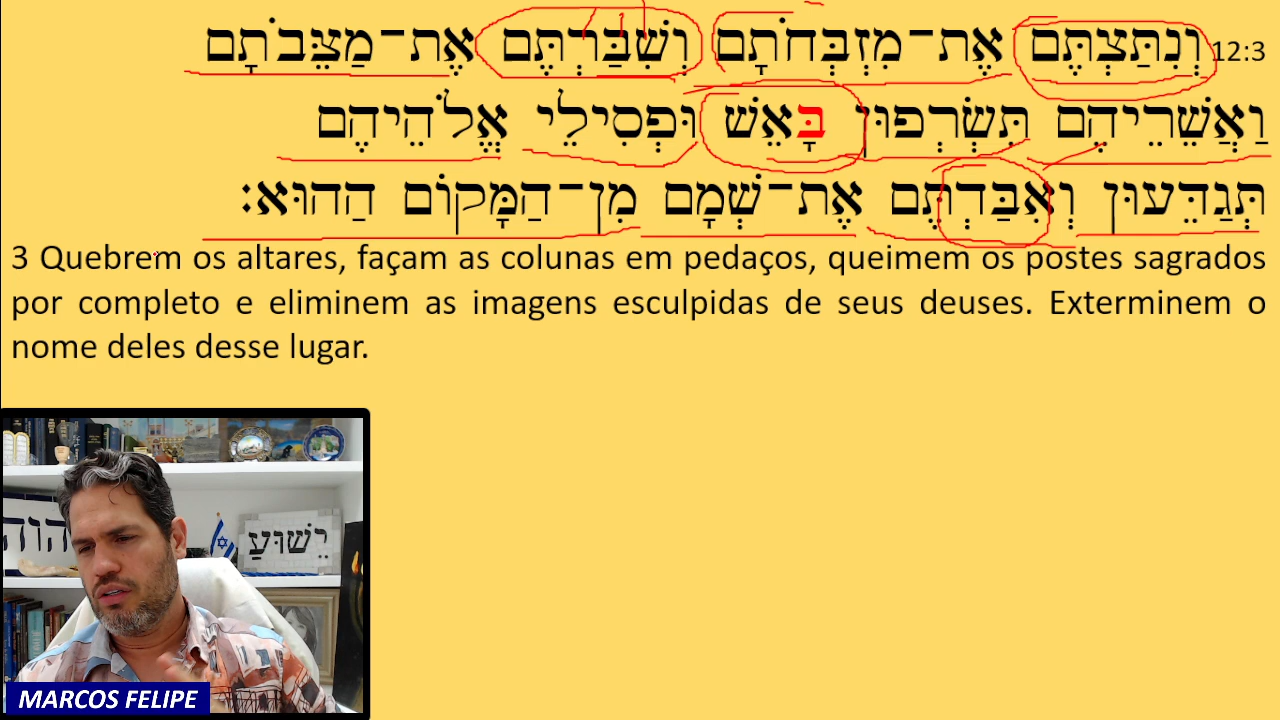 12:3 וְנִתַּצְתֶּם אֶת־מִזְבְּחֹתָם וְשִׁבַּרְתֶּם אֶת־מַצֵּבֹתָם
וַאֲשֵׁרֵיהֶם תִּשְׂרְפוּן בָּאֵשׁ וּפְסִילֵי אֱלֹהֵיהֶם
תְּגַדֵּעוּן וְאִבַּדְתֶּם אֶת־שְׁמָם מִן־הַמָּקוֹם הַהוּא׃
3 Quebrem os altares, façam as colunas em pedaços, queimem os postes sagrados
por completo e eliminem as imagens esculpidas de seus deuses. Exterminem o
nome deles desse lugar.
יֵשׁוּעַ
MARCOS FELIPE